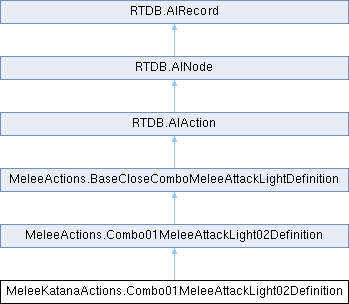 RTDB.AIRecord
RTDB.AINode
RTDB.AIAction
MeleeActions.BaseCloseComboMeleeAttackLightDefinition
MeleeActions.Combo01MeleeAttackLight02Definition
MeleeKatanaActions.Combo01MeleeAttackLight02Definition